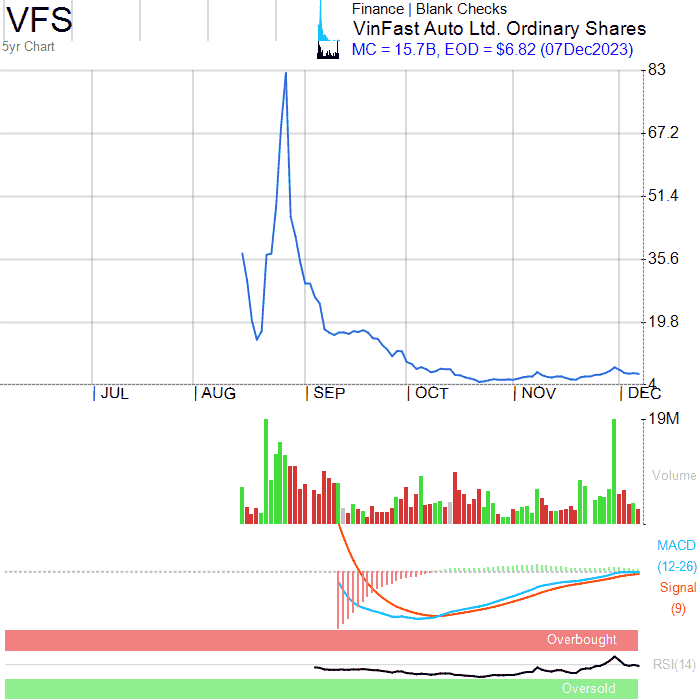 VFS
5yr Chart
Finance | Blank Checks
VinFast Auto Ltd. Ordinary Shares
MC = 15.7B, EOD = $6.82 (07Dec2023)
83
67.2
51.4
35.6
19.8
4
JUL
AUG
SEP
OCT
NOV
DEC
19M
Volume
MACD
(12-26)
Signal
(9)
Overbought
RSI(14)
Oversold